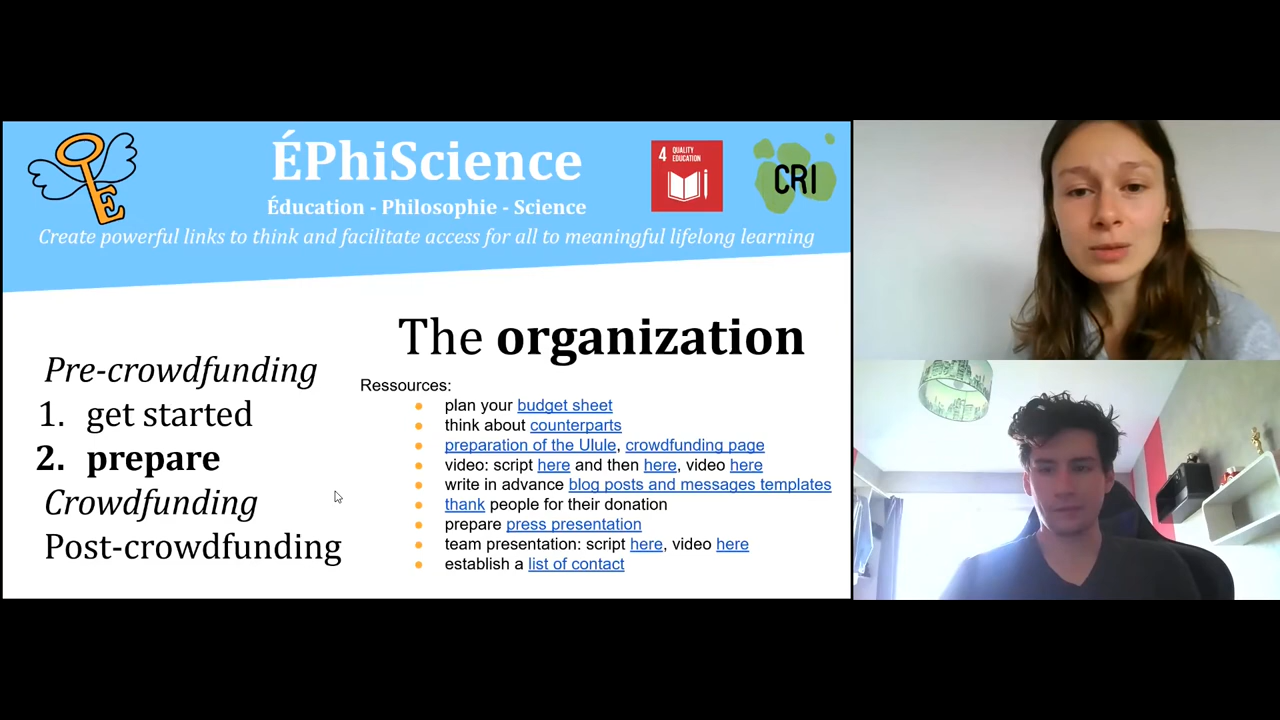 ÉPhiScience
Éducation - Philosophie - Science
4 QUALITY
EDUCATION
CRI
E
Create powerful links to think and facilitate access for all to meaningful lifelong learning
The organization
Pre-crowdfunding
1. get started
2. prepare
Crowdfunding
Post-crowdfunding
Ressources:
● plan your budget sheet
● think about counterparts
● preparation of the Ulule, crowdfunding page
● video: script here and then here, video here
● write in advance blog posts and messages templates
● thank people for their donation
● prepare press presentation
● team presentation: script here, video here
● establish a list of contact